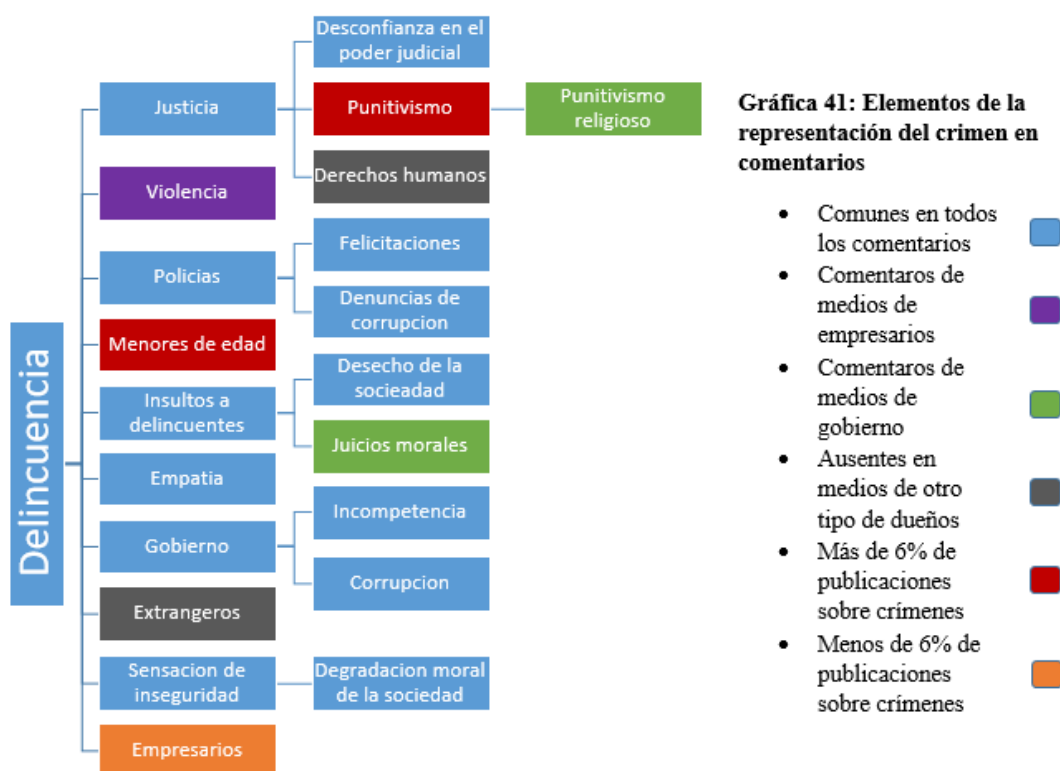 Delincuencia
Justicia
Desconfianza en el
poder judicial
Punitivismo
Punitivismo
religioso
Derechos humanos
Violencia
Policias
Felicitaciones
Denuncias de
corrupcion
Menores de edad
Insultos a
delincuentes
Desecho de la
socieadad
Juicios morales
Empatia
Gobierno
Incompetencia
Corrupcion
Extrangeros
Sensacion de
inseguridad
Degradacion moral
de la sociedad
Empresarios
Gráfica 41: Elementos de la
representación del crimen en
comentarios
• Comunes en todos
los comentarios
• Comentaros de
medios de
empresarios
• Comentaros de
medios de
gobierno
• Ausentes en
medios de otro
tipo de dueños
• Más de 6% de
publicaciones
sobre crímenes
• Menos de 6% de
publicaciones
sobre crímenes